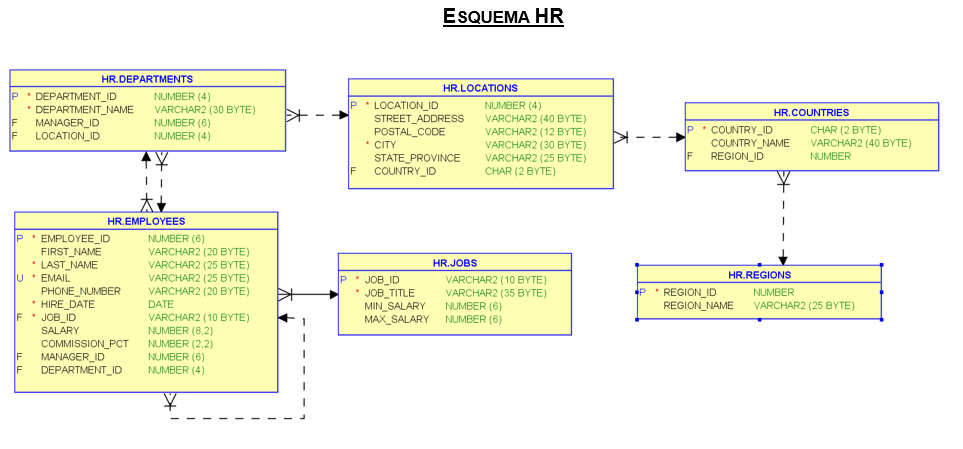 ESQUEMA HR
HR.DEPARTMENTS
P * DEPARTMENT_ID NUMBER (4)
* DEPARTMENT_NAME VARCHAR2 (30 BYTE)
F MANAGER_ID NUMBER (6)
F LOCATION_ID NUMBER (4)
HR.LOCATIONS
P * LOCATION_ID NUMBER (4)
STREET_ADDRESS VARCHAR2 (40 BYTE)
POSTAL_CODE VARCHAR2 (12 BYTE)
* CITY VARCHAR2 (30 BYTE)
STATE_PROVINCE VARCHAR2 (25 BYTE)
F COUNTRY_ID CHAR (2 BYTE)
HR.COUNTRIES
P * COUNTRY_ID CHAR (2 BYTE)
COUNTRY_NAME VARCHAR2 (40 BYTE)
F REGION_ID NUMBER
HR.EMPLOYEES
P * EMPLOYEE_ID NUMBER (6)
FIRST_NAME VARCHAR2 (20 BYTE)
* LAST_NAME VARCHAR2 (25 BYTE)
U * EMAIL VARCHAR2 (25 BYTE)
PHONE_NUMBER VARCHAR2 (20 BYTE)
* HIRE_DATE DATE
F * JOB_ID VARCHAR2 (10 BYTE)
SALARY NUMBER (8,2)
COMMISSION_PCT NUMBER (2,2)
F MANAGER_ID NUMBER (6)
F DEPARTMENT_ID NUMBER (4)
HR.JOBS
P * JOB_ID VARCHAR2 (10 BYTE)
* JOB_TITLE VARCHAR2 (35 BYTE)
MIN_SALARY NUMBER (6)
MAX_SALARY NUMBER (6)
HR.REGIONS
P * REGION_ID NUMBER
REGION_NAME VARCHAR2 (25 BYTE)